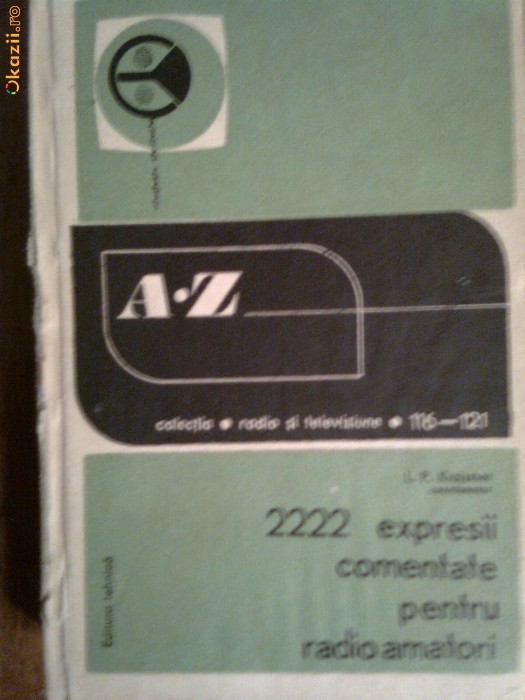 Okazii.ro
A·Z
colecția • radio și televiziune • 116—121
2222 expresii
comentate
pentru
radioamatori
Editura tehnică